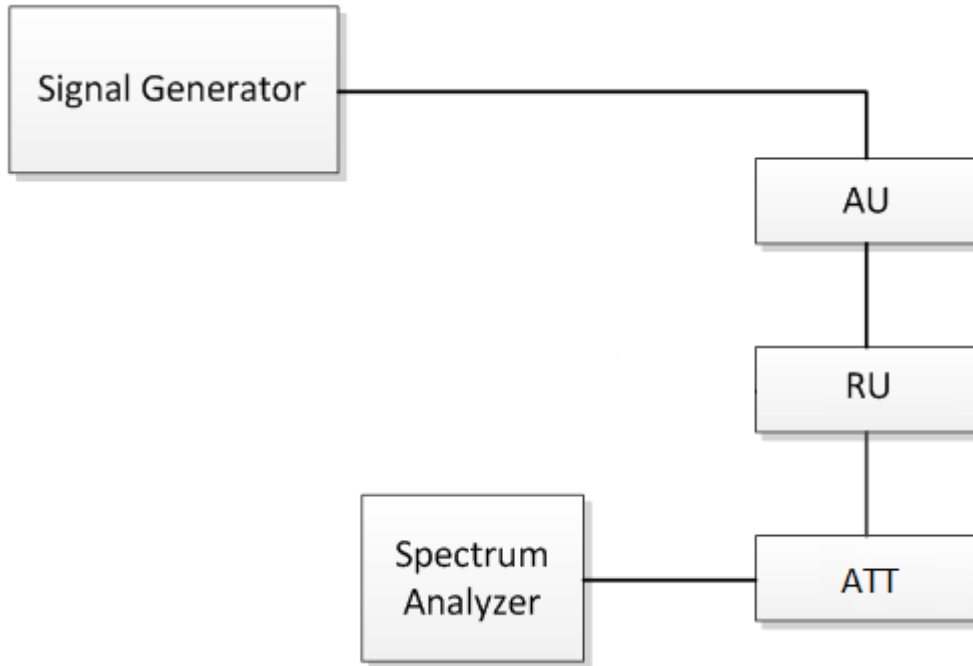 Signal Generator
AU
RU
ATT
Spectrum
Analyzer